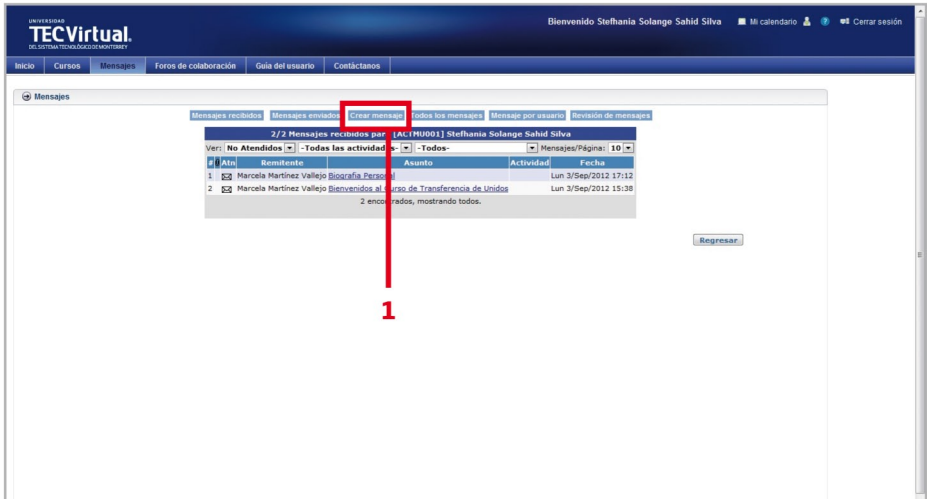 UNIVERSIDAD
TECVirtual®
DEL SISTEMA TECNOLÓGICO DE MONTERREY
Bienvenido Stefhania Solange Sahid Silva Mi calendario ? Cerrar sesión
Inicio Cursos Mensajes Foros de colaboración Guía del usuario Contáctanos
Mensajes
Mensajes recibidos Mensajes enviados Crear mensaje Todos los mensajes Mensaje por usuario Revisión de mensajes
2/2 Mensajes recibidos para [ACTMU001] Stefhania Solange Sahid Silva
Ver: No Atendidos -Todas las actividades- -Todos- Mensajes/Página: 10
# Atn Remitente Asunto Actividad Fecha
1 Marcela Martínez Vallejo Biografía Personal Lun 3/Sep/2012 17:12
2 Marcela Martínez Vallejo Bienvenidos al Curso de Transferencia de Unidos Lun 3/Sep/2012 15:38
2 encontrados, mostrando todos.
Regresar
1